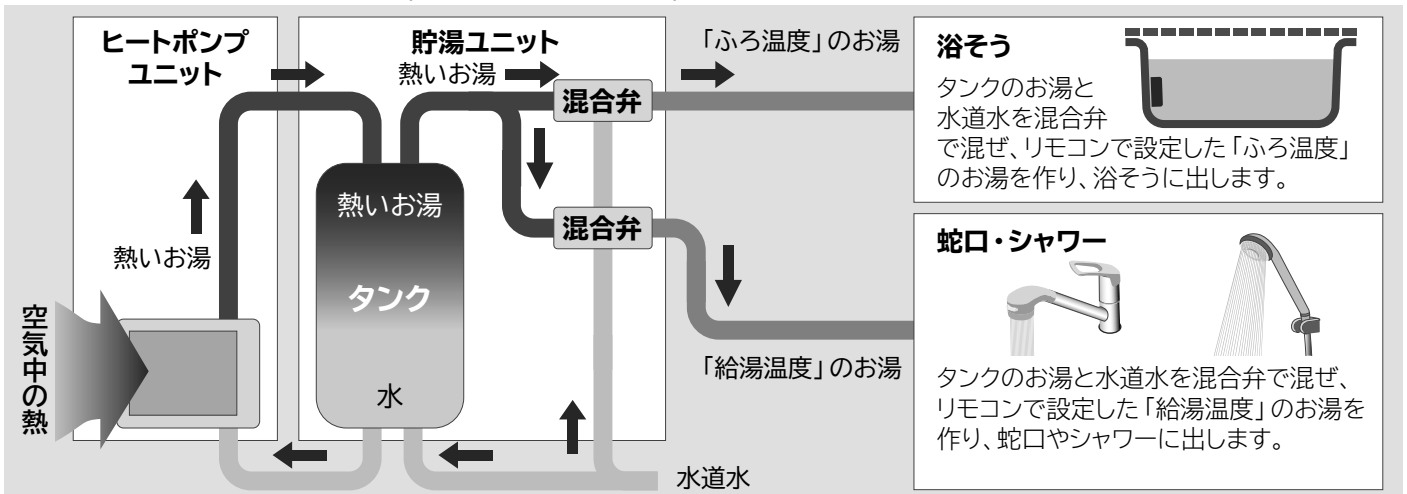 ヒートポンプ
ユニット
貯湯ユニット
熱いお湯
「ふろ温度」のお湯
混合弁
熱いお湯
混合弁
熱いお湯
タンク
空気中の熱
水
「給湯温度」のお湯
水道水
浴そう
タンクのお湯と
水道水を混合弁
で混ぜ、リモコンで設定した「ふろ温度」
のお湯を作り、浴そうに出します。
蛇口・シャワー
タンクのお湯と水道水を混合弁で混ぜ、
リモコンで設定した「給湯温度」のお湯を
作り、蛇口やシャワーに出します。